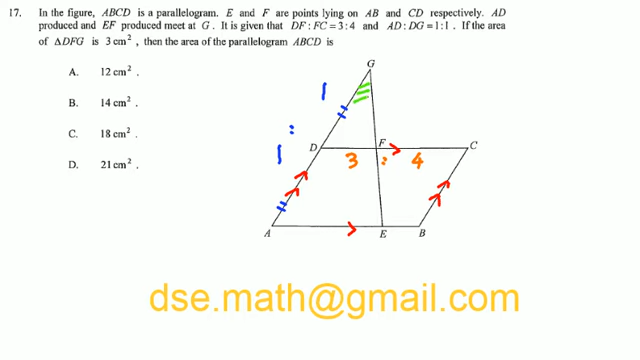 17. In the figure, ABCD is a parallelogram. E and F are points lying on AB and CD respectively. AD
produced and EF produced meet at G. It is given that DF : FC = 3 : 4 and AD : DG = 1 : 1. If the area
of ΔDFG is 3 cm², then the area of the parallelogram ABCD is
A. 12 cm².
B. 14 cm².
C. 18 cm².
D. 21 cm².
G
1
:
1
D
F
C
3 : 4
A
E
B
dse.math@gmail.com